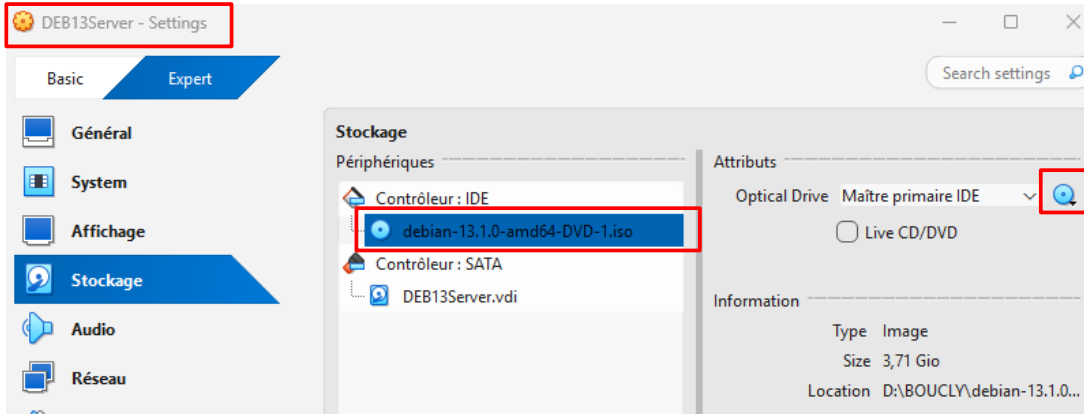 DEB13Server - Settings
Basic
Expert
Search settings
Général
System
Affichage
Stockage
Audio
Réseau
Stockage
Périphériques
Contrôleur : IDE
debian-13.1.0-amd64-DVD-1.iso
Contrôleur : SATA
DEB13Server.vdi
Attributs
Optical Drive Maître primaire IDE
Live CD/DVD
Information
Type Image
Size 3,71 Gio
Location D:\BOUCLY\debian-13.1.0...